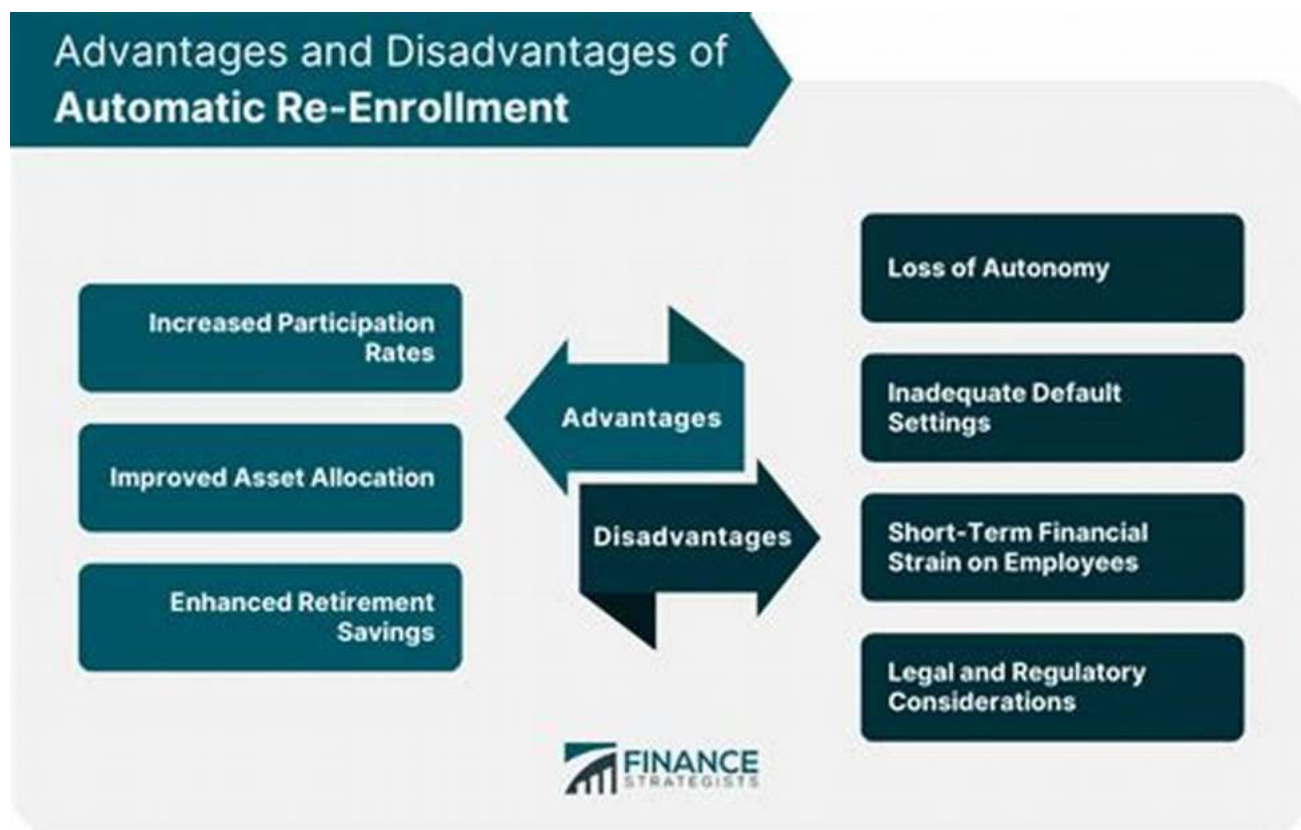 Advantages and Disadvantages of
Automatic Re-Enrollment
Increased Participation
Rates
Improved Asset Allocation
Enhanced Retirement
Savings
Advantages
Disadvantages
Loss of Autonomy
Inadequate Default
Settings
Short-Term Financial
Strain on Employees
Legal and Regulatory
Considerations
FINANCE
STRATEGISTS